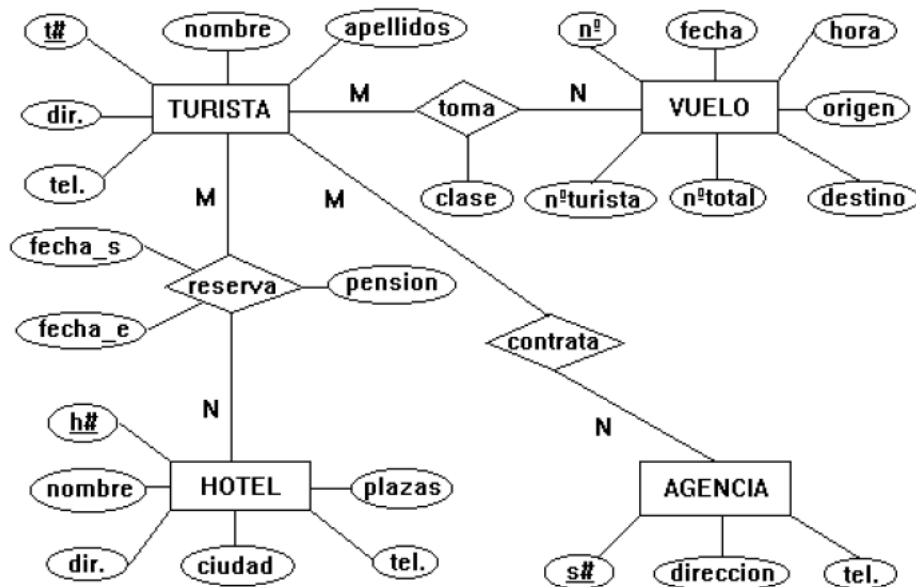 t#
nombre
apellidos
nº
fecha
hora
dir.
TURISTA
M
toma
N
VUELO
origen
tel.
clase
nºturista
nºtotal
destino
M
M
fecha_s
reserva
pension
fecha_e
contrata
N
N
h#
nombre
HOTEL
plazas
AGENCIA
dir.
ciudad
tel.
s#
direccion
tel.